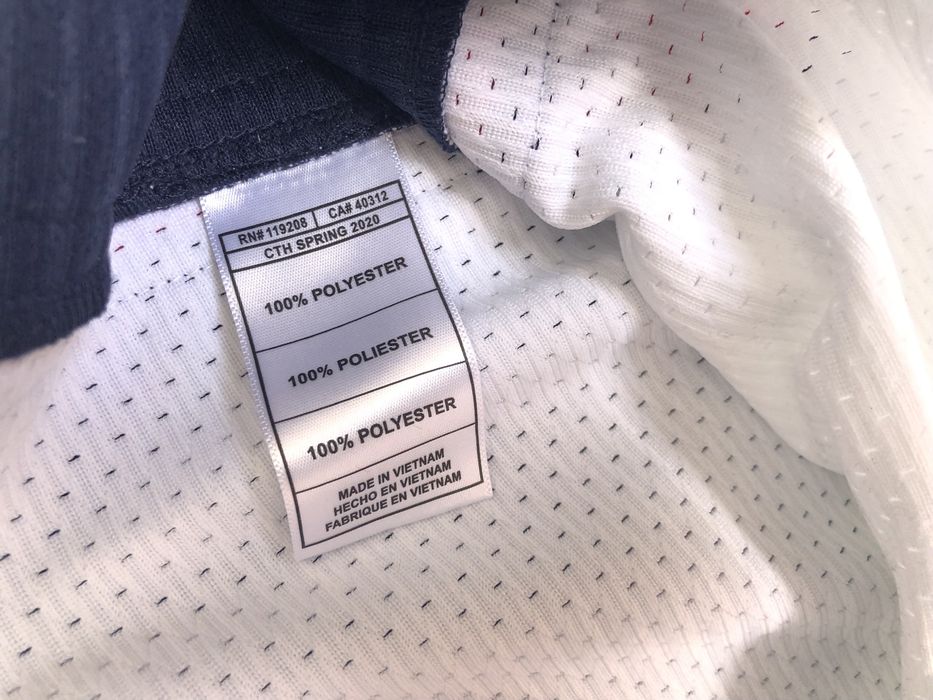 RN# 119208 CA# 40312
CTH SPRING 2020
100% POLYESTER
100% POLIESTER
100% POLYESTER
MADE IN VIETNAM
HECHO EN VIETNAM
FABRIQUE EN VIETNAM